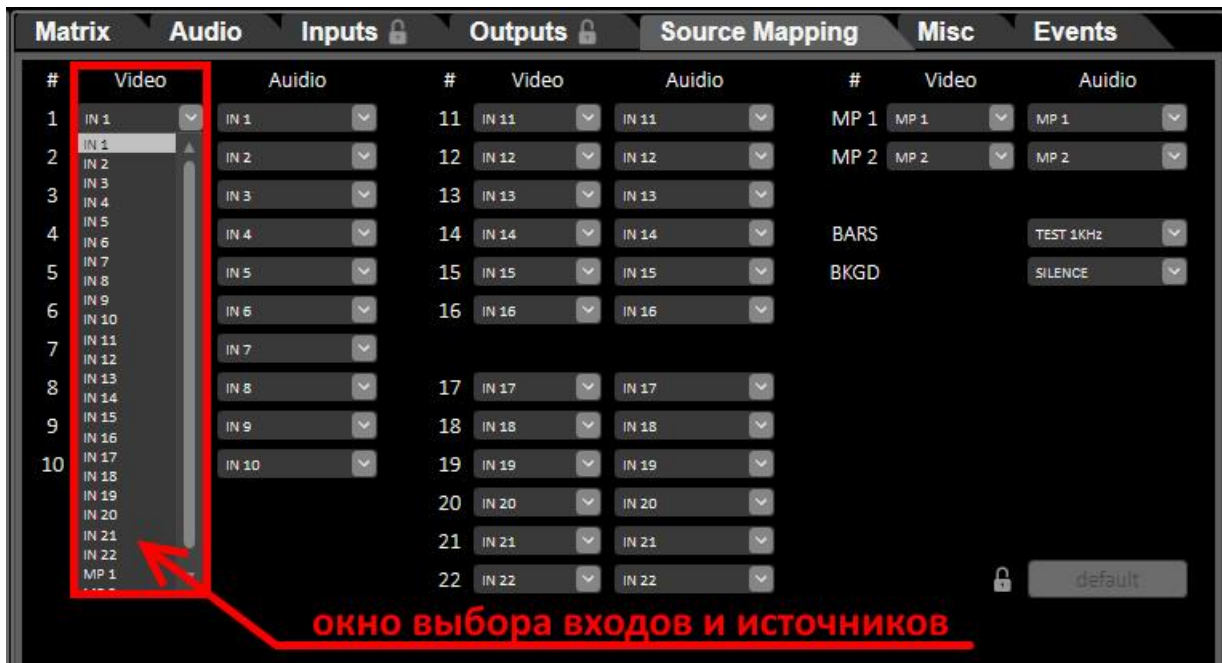 Matrix Audio Inputs Outputs Source Mapping Misc Events
# Video Auidio # Video Auidio # Video Auidio
1 IN 1 IN 1 11 IN 11 IN 11 MP 1 MP 1 MP 1
IN 1
2 IN 2 IN 2 12 IN 12 IN 12 MP 2 MP 2 MP 2
IN 3
3 IN 4 IN 3 13 IN 13 IN 13
IN 5
4 IN 6 IN 4 14 IN 14 IN 14 BARS TEST 1KHz
IN 7
5 IN 8 IN 5 15 IN 15 IN 15 BKGD SILENCE
IN 9
6 IN 10 IN 6 16 IN 16 IN 16
IN 11
7 IN 12 IN 7
IN 13
8 IN 14 IN 8 17 IN 17 IN 17
IN 15
9 IN 16 IN 9 18 IN 18 IN 18
IN 17
10 IN 18 IN 10 19 IN 19 IN 19
IN 19
IN 20 20 IN 20 IN 20
IN 21 21 IN 21 IN 21
IN 22
MP 1 22 IN 22 IN 22 default
окно выбора входов и источников